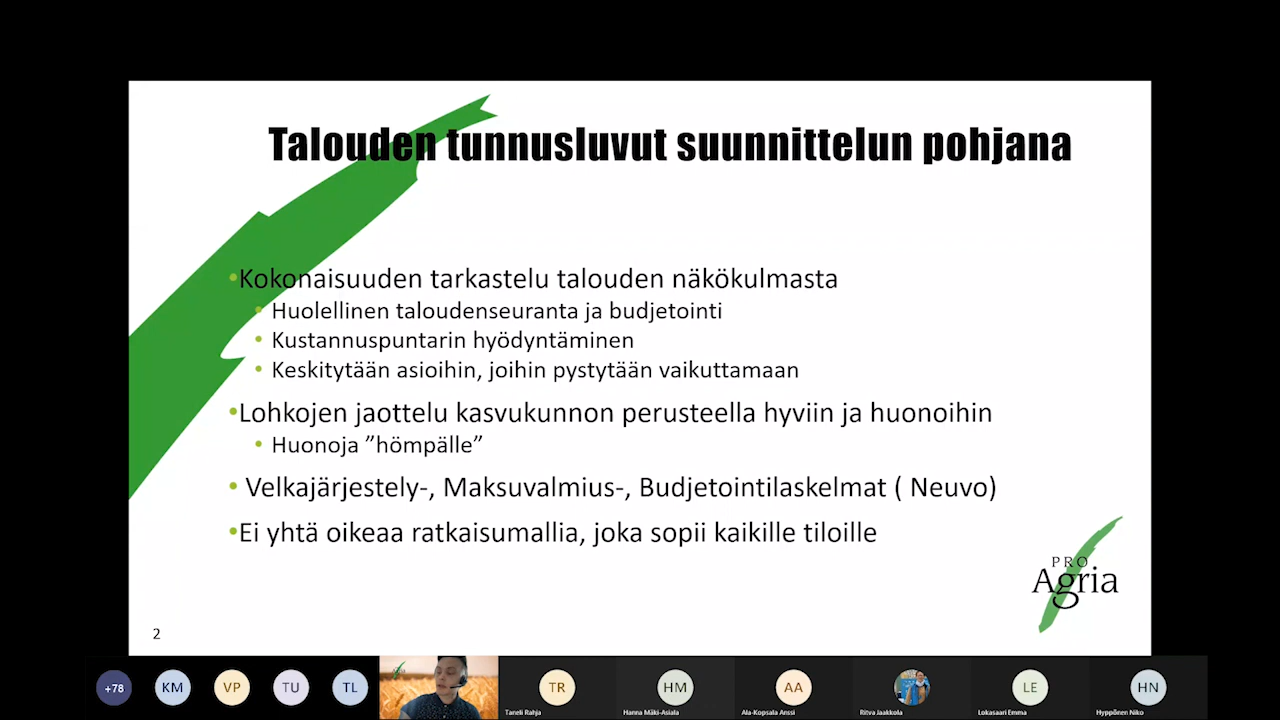 Talouden tunnusluvut suunnittelun pohjana
•Kokonaisuuden tarkastelu talouden näkökulmasta
• Huolellinen taloudenseuranta ja budjetointi
• Kustannuspuntarin hyödyntäminen
• Keskitytään asioihin, joihin pystytään vaikuttamaan
•Lohkojen jaottelu kasvukunnon perusteella hyviin ja huonoihin
• Huonoja ”hömpälle”
• Velkajärjestely-, Maksuvalmius-, Budjetointilaskelmat ( Neuvo)
•Ei yhtä oikeaa ratkaisumallia, joka sopii kaikille tiloille
PRO
Agria
2
+78 KM VP TU TL TR HM AA LE HN
Taneli Rahja Hanna Mäki-Asiala Ala-Kopsala Anssi Ritva Jaakkola Lokasaari Emma Hyppönen Niko